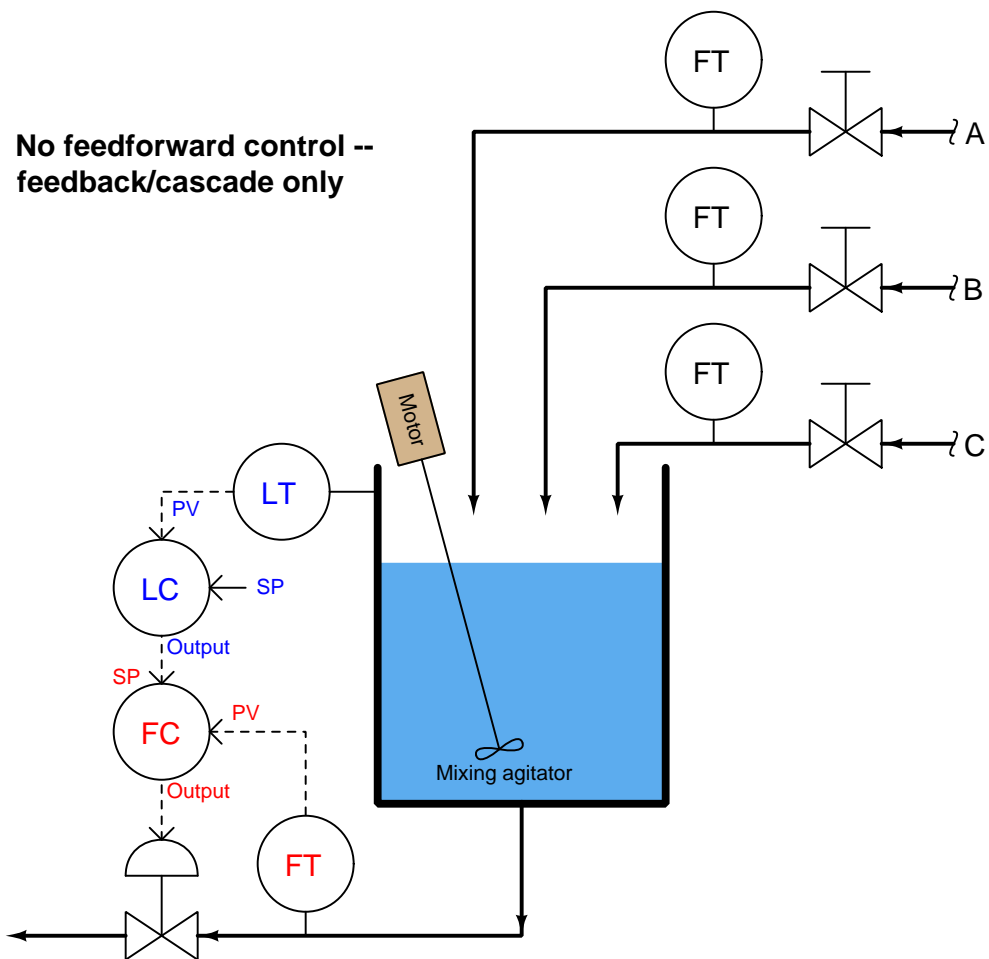 FT
A
No feedforward control --
feedback/cascade only
FT
B
FT
C
Motor
LT
PV
LC
SP
Output
SP
FC
PV
Output
Mixing agitator
FT